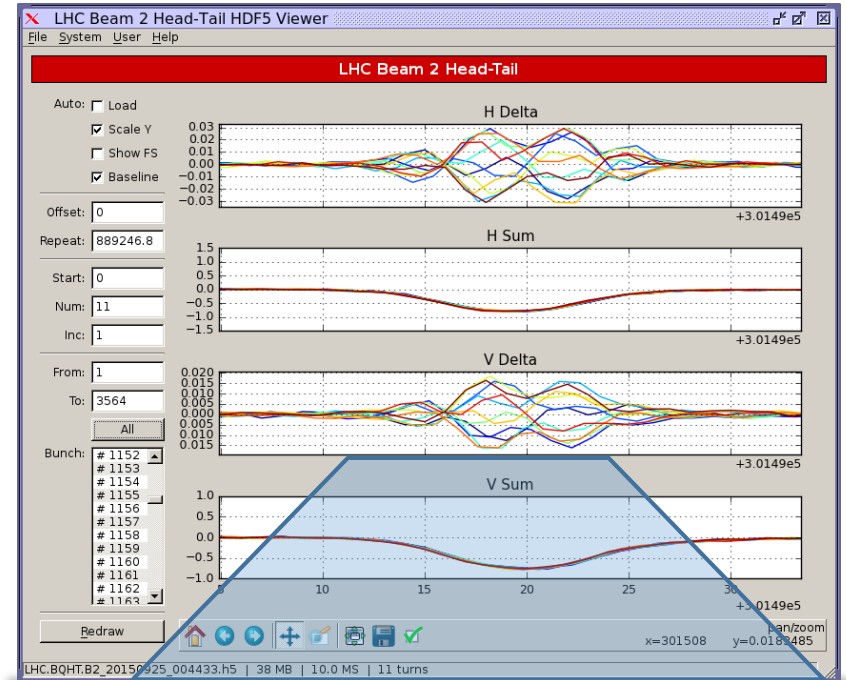 LHC Beam 2 Head-Tail HDF5 Viewer
File System User Help
LHC Beam 2 Head-Tail
Auto: Load
Scale Y
Show FS
Baseline
Offset: 0
Repeat: 889246.8
Start: 0
Num: 11
Inc: 1
From: 1
To: 3564
All
Bunch: # 1152
# 1153
# 1154
# 1155
# 1156
# 1157
# 1158
# 1159
# 1160
# 1161
# 1162
# 1163
Redraw
H Delta
0.03
0.02
0.01
0.00
−0.01
−0.02
−0.03
+3.0149e5
H Sum
1.5
1.0
0.5
0.0
−0.5
−1.0
−1.5
+3.0149e5
V Delta
0.020
0.015
0.010
0.005
0.000
0.005
0.010
0.015
+3.0149e5
V Sum
1.0
0.5
0.0
−0.5
−1.0
5 10 15 20 25 30
+3.0149e5
pan/zoom
x=301508 y=0.0183485
LHC.BQHT.B2_20150925_004433.h5 | 38 MB | 10.0 MS | 11 turns